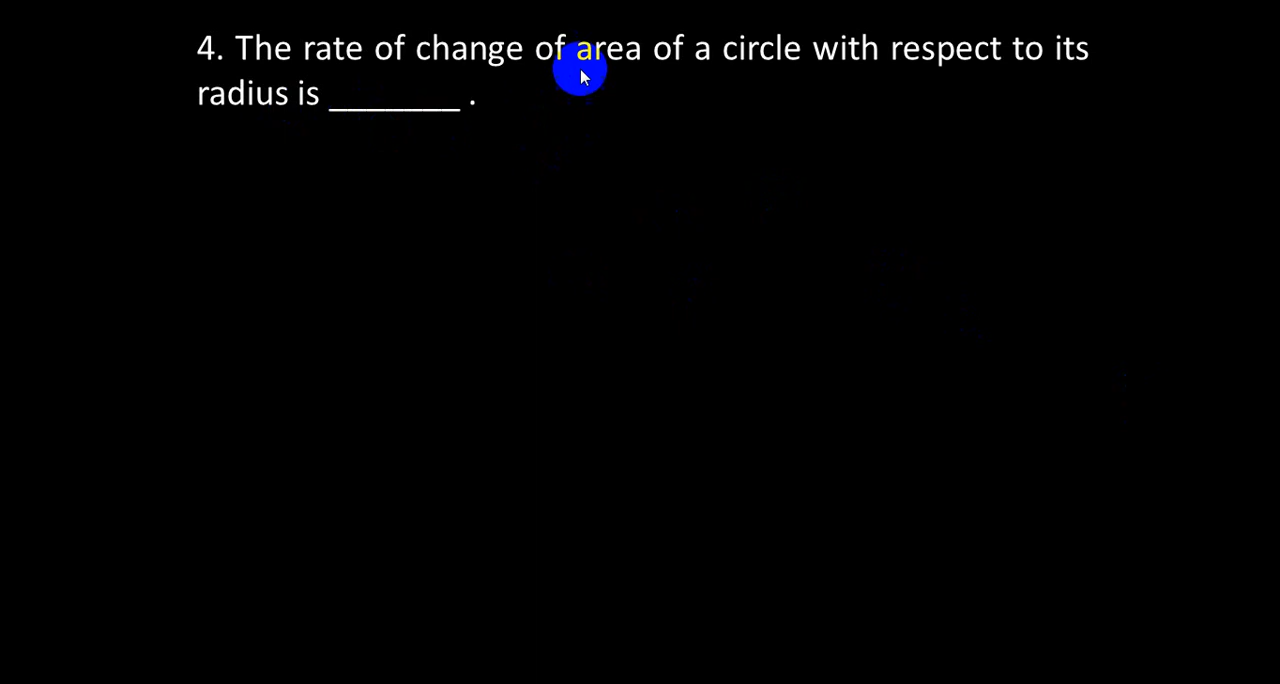 4. The rate of change of area of a circle with respect to its
radius is _______ .